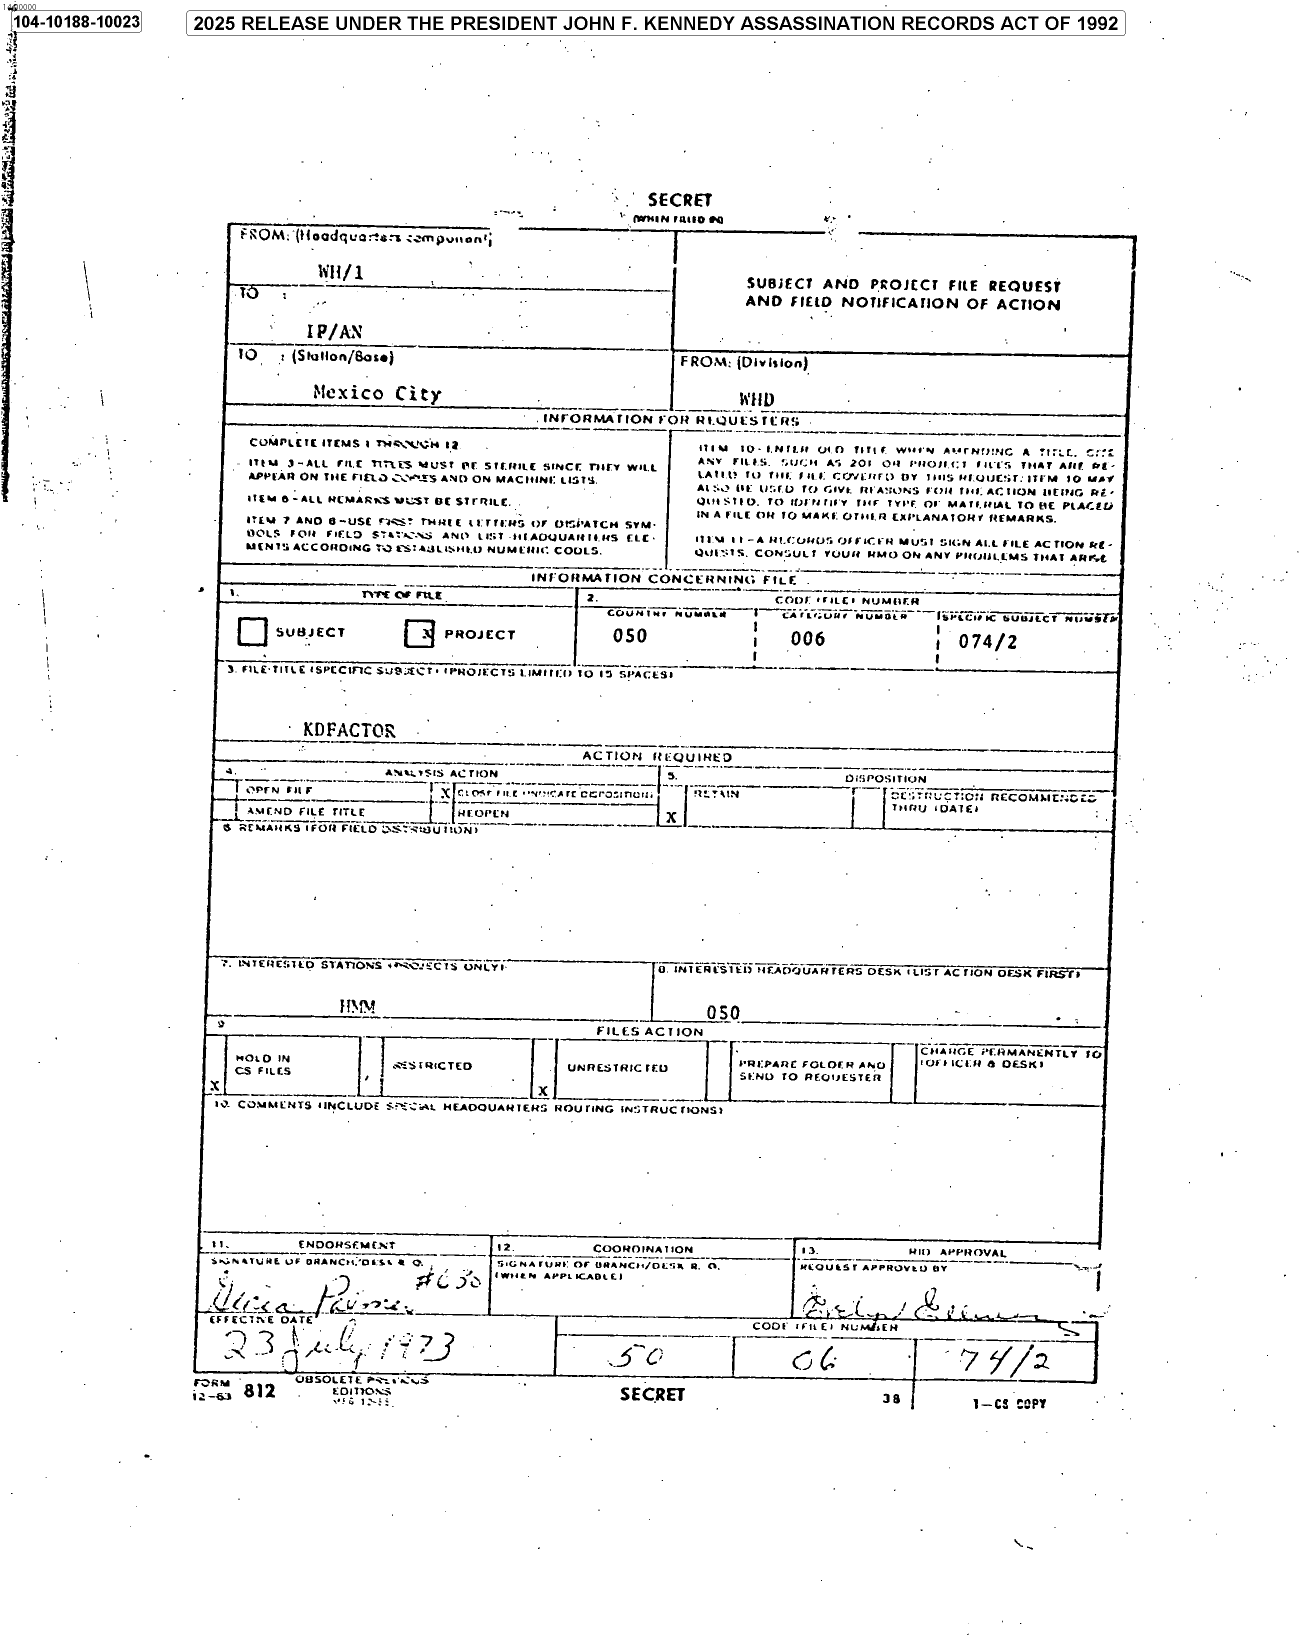 1400000
104-10188-10023
2025 RELEASE UNDER THE PRESIDENT JOHN F. KENNEDY ASSASSINATION RECORDS ACT OF 1992
SECRET
(WHEN FILLED IN)
FROM: (Headquarters component)
WH/1
TO :
IP/AN
SUBJECT AND PROJECT FILE REQUEST
AND FIELD NOTIFICATION OF ACTION
TO : (Station/Base)
Mexico City
FROM: (Division)
WHD
INFORMATION FOR REQUESTERS
COMPLETE ITEMS 1 THROUGH 12
ITEM 3-ALL FILE TITLES MUST BE STERILE SINCE THEY WILL
APPEAR ON THE FIELD COPIES AND ON MACHINE LISTS.
ITEM 6-ALL REMARKS MUST BE STERILE.
ITEM 7 AND 8-USE FIRST THREE LETTERS OF DISPATCH SYM-
BOLS FOR FIELD STATIONS AND LIST HEADQUARTERS ELE-
MENTS ACCORDING TO ESTABLISHED NUMERIC CODES.
ITEM 10-ENTER OLD TITLE WHEN AMENDING A TITLE. CITE
ANY FILES, SUCH AS 201 OR PROJECT FILES THAT ARE RE-
LATED TO THE FILE COVERED BY THIS REQUEST. ITEM 10 MAY
ALSO BE USED TO GIVE REASONS FOR THE ACTION BEING RE-
QUESTED, TO IDENTIFY THE TYPE OF MATERIAL TO BE PLACED
IN A FILE OR TO MAKE OTHER EXPLANATORY REMARKS.
ITEM 11-A RECORDS OFFICER MUST SIGN ALL FILE ACTION RE-
QUESTS. CONSULT YOUR RMO ON ANY PROBLEMS THAT ARISE
INFORMATION CONCERNING FILE
1. TYPE OF FILE
SUBJECT X PROJECT
2. CODE (FILE) NUMBER
COUNTRY NUMBER CATEGORY NUMBER SPECIFIC SUBJECT NUMBER
050 006 074/2
3. FILE TITLE (SPECIFIC SUBJECT) (PROJECTS LIMITED TO 15 SPACES)
KDFACTOR
ACTION REQUIRED
4. ANALYSIS ACTION
5. DISPOSITION
OPEN FILE X CLOSE FILE (INDICATE DISPOSITION)
AMEND FILE TITLE REOPEN
X RETAIN
DESTRUCTION RECOMMENDED
THRU (DATE)
6 REMARKS (FOR FIELD DISTRIBUTION)
7. INTERESTED STATIONS (PROJECTS ONLY)
HMM
8. INTERESTED HEADQUARTERS DESK (LIST ACTION DESK FIRST)
050
9 FILES ACTION
X HOLD IN
CS FILES
RESTRICTED
X UNRESTRICTED
PREPARE FOLDER AND
SEND TO REQUESTER
CHARGE PERMANENTLY TO
(OFFICER & DESK)
10. COMMENTS (INCLUDE SPECIAL HEADQUARTERS ROUTING INSTRUCTIONS)
11. ENDORSEMENT
SIGNATURE OF BRANCH/DESK R. O.
#630
12. COORDINATION
SIGNATURE OF BRANCH/DESK R. O.
(WHEN APPLICABLE)
13. RID APPROVAL
REQUEST APPROVED BY
EFFECTIVE DATE
23 July 1973
CODE (FILE) NUMBER
50 06 74/2
FORM
12-63 812
OBSOLETE PREVIOUS
EDITIONS
SECRET
38
1-CS COPY